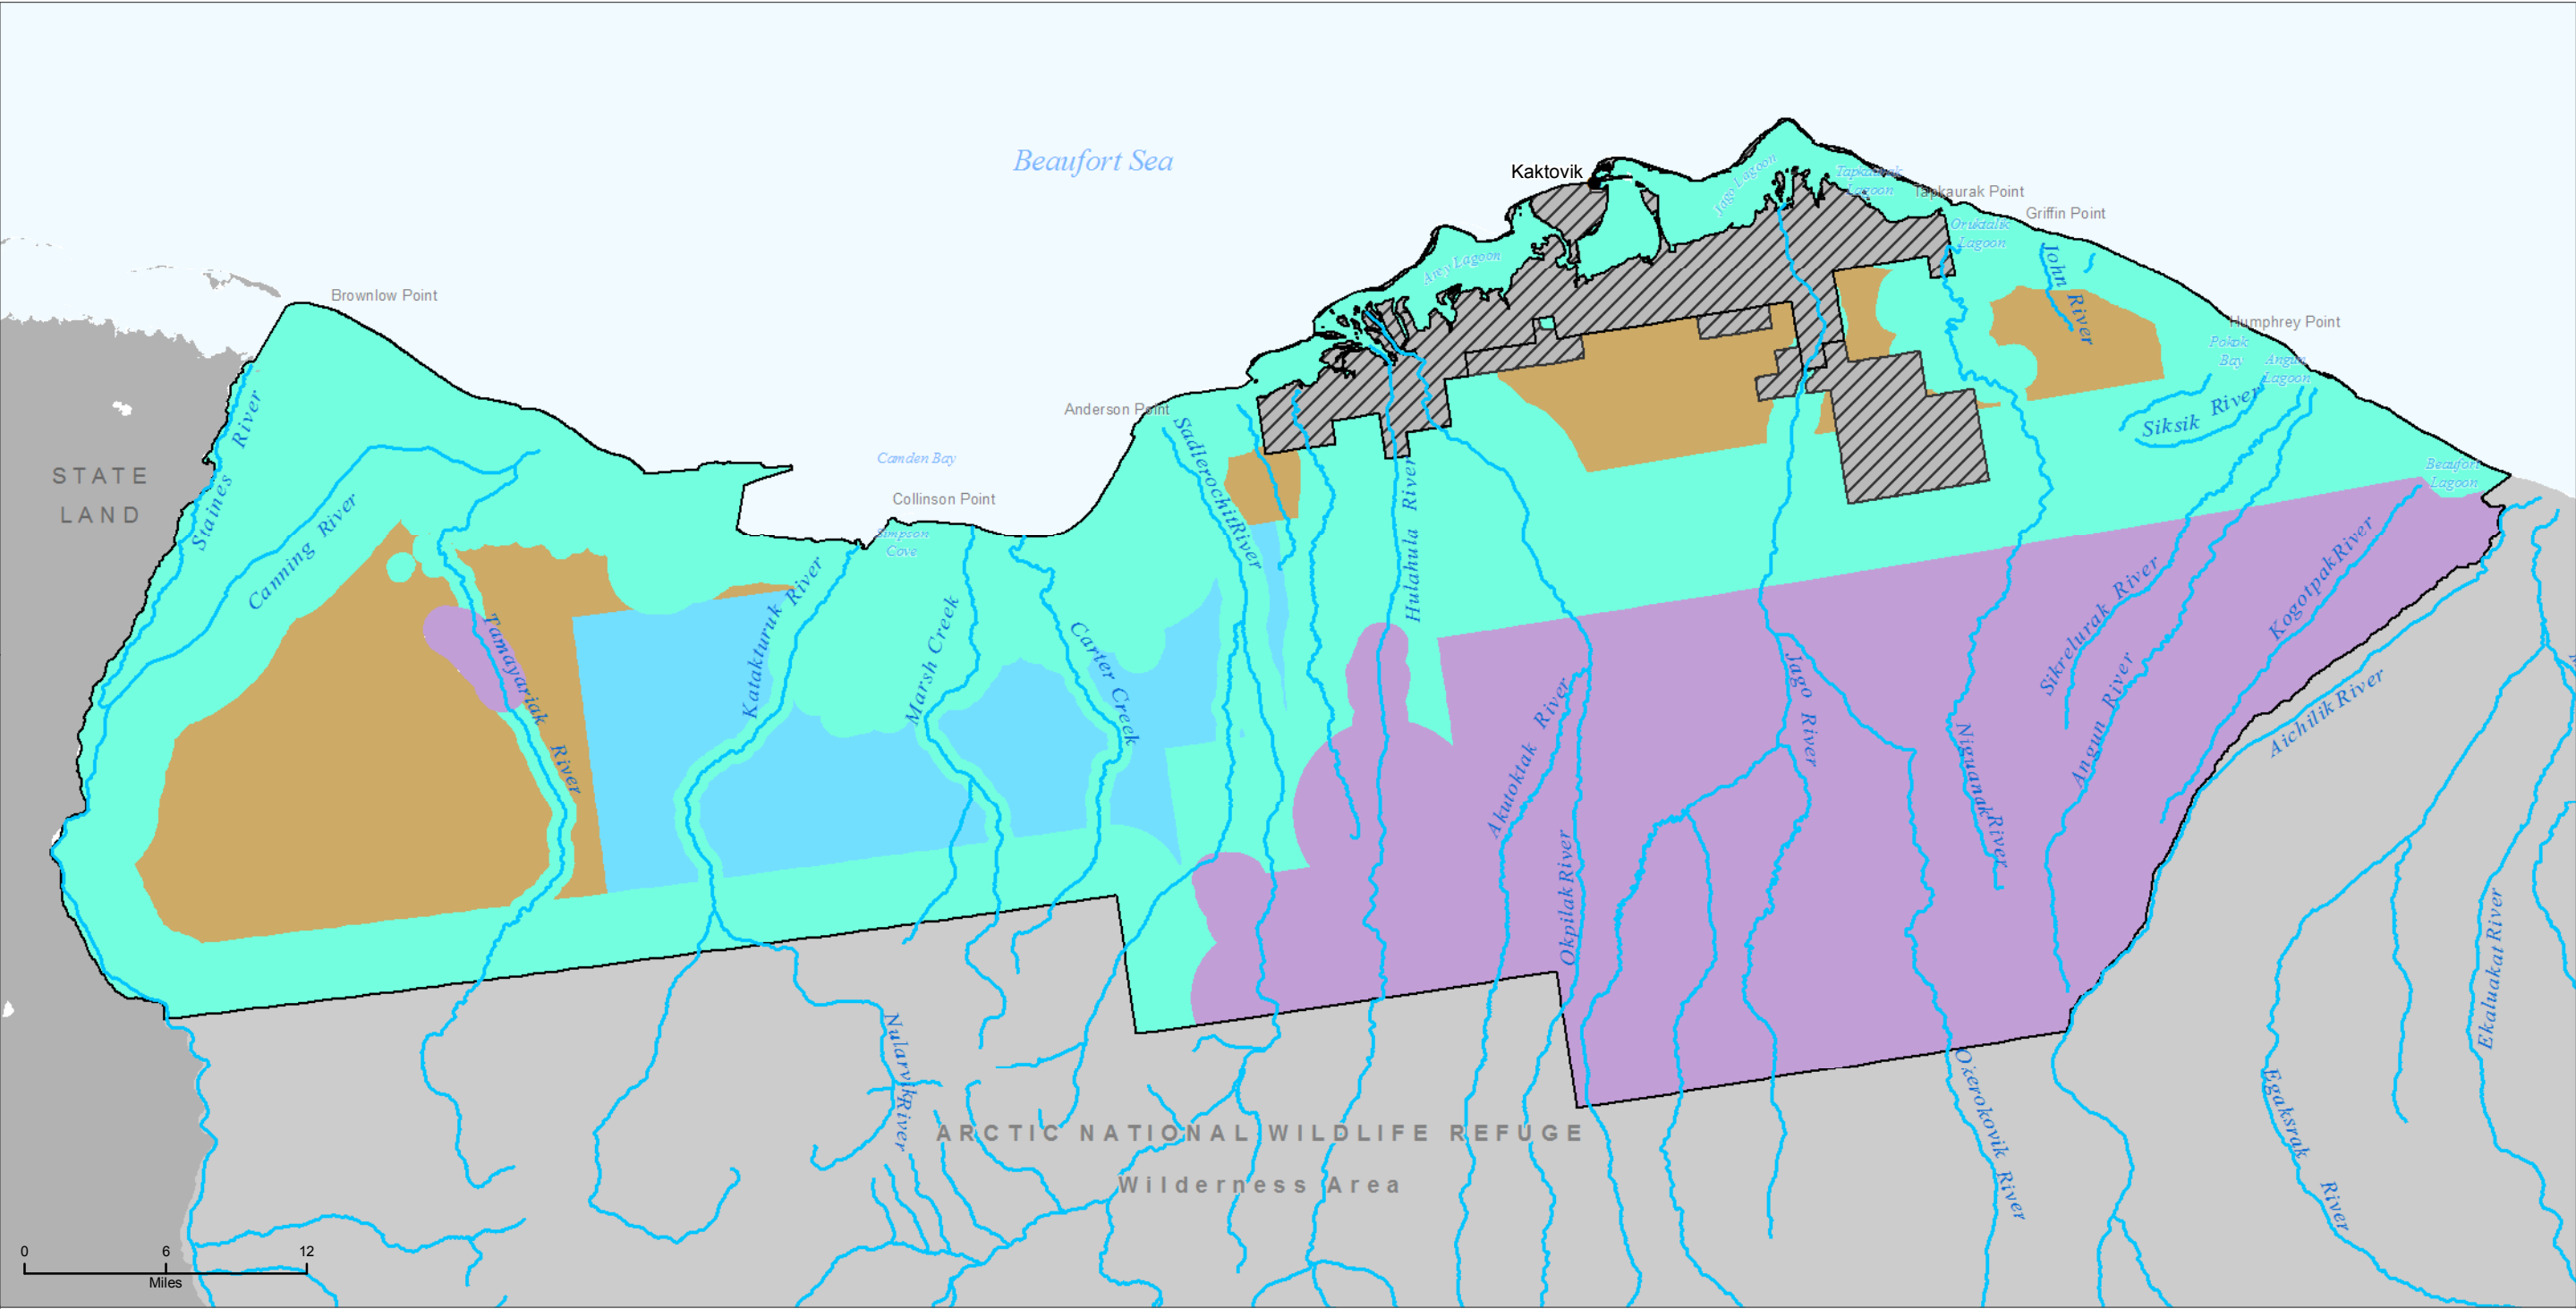 Beaufort Sea
Kaktovik
Jago Lagoon
Tapkaurak
Lagoon
Tapkaurak Point
Griffin Point
Oruktalik
Lagoon
Arey Lagoon
John River
Brownlow Point
Humphrey Point
Pokok
Bay
Angun
Lagoon
Anderson Point
Siksik River
Staines River
Sadlerochit River
Camden Bay
Beaufort
Lagoon
STATE
LAND
Collinson Point
Simpson
Cove
Canning River
Hulahula River
Tamayariak River
Katakturuk River
Marsh Creek
Carter Creek
Sikrelurak River
Kogotpak River
Akutoktak River
Jago River
Niguanak River
Angun River
Aichilik River
Okpilak River
Ekaluakat River
Nularvik River
Okerokovik River
Egaksrak River
ARCTIC NATIONAL WILDLIFE REFUGE
Wilderness Area
0 6 12
Miles